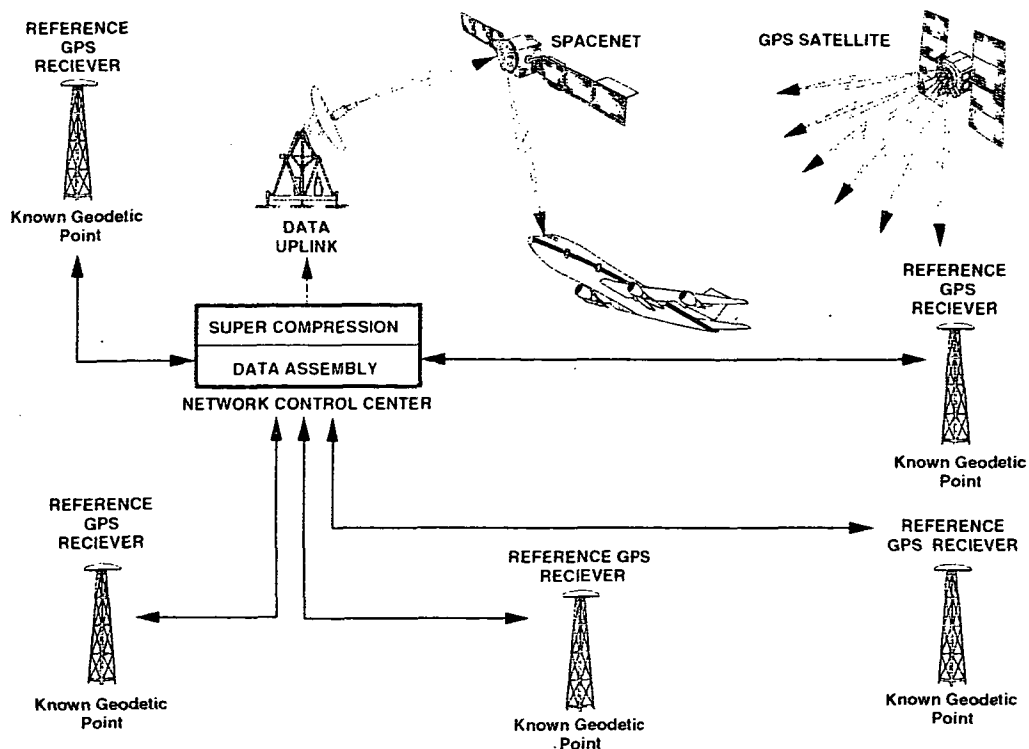 REFERENCE
GPS
RECIEVER
Known Geodetic
Point
DATA
UPLINK
SPACENET
GPS SATELLITE
SUPER COMPRESSION
DATA ASSEMBLY
NETWORK CONTROL CENTER
REFERENCE
GPS
RECIEVER
Known Geodetic
Point
REFERENCE
GPS
RECIEVER
Known Geodetic
Point
REFERENCE GPS
RECIEVER
Known Geodetic
Point
REFERENCE
GPS RECIEVER
Known Geodetic
Point